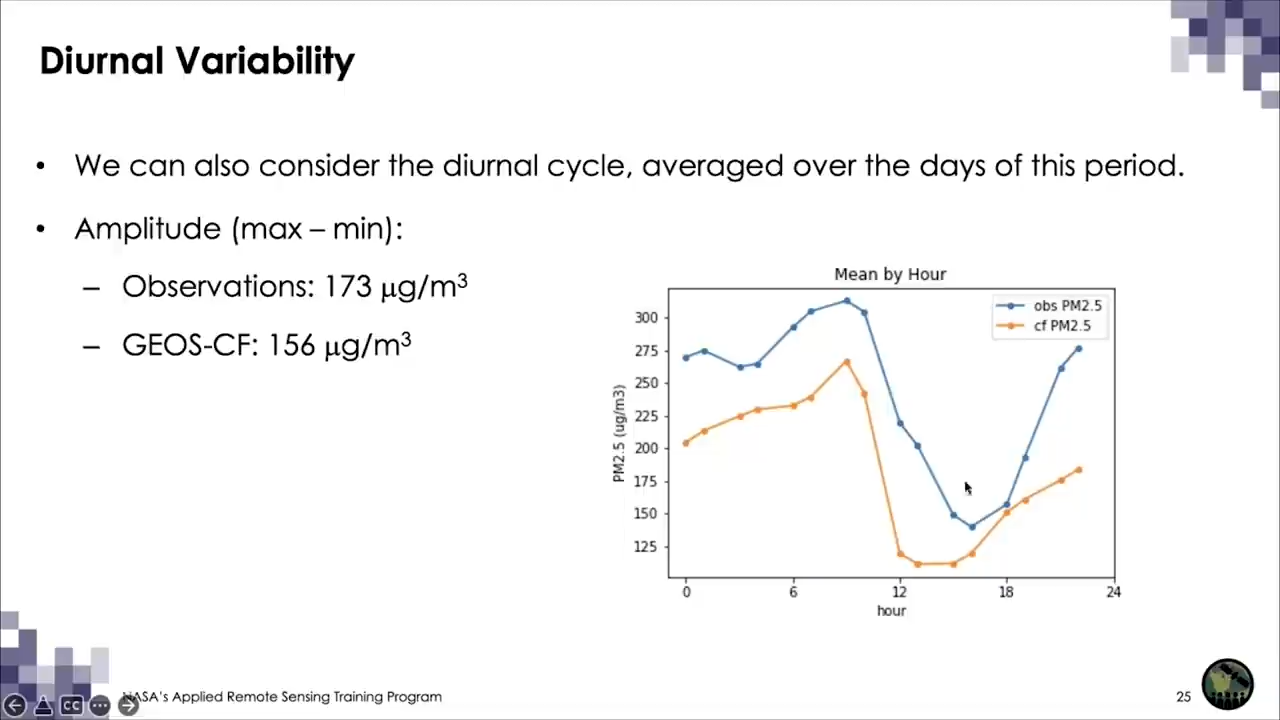 Diurnal Variability
• We can also consider the diurnal cycle, averaged over the days of this period.
• Amplitude (max – min):
– Observations: 173 µg/m³
– GEOS-CF: 156 µg/m³
Mean by Hour
obs PM2.5
cf PM2.5
PM2.5 (ug/m3)
300
275
250
225
200
175
150
125
0 6 12 18 24
hour
NASA's Applied Remote Sensing Training Program
25
CC